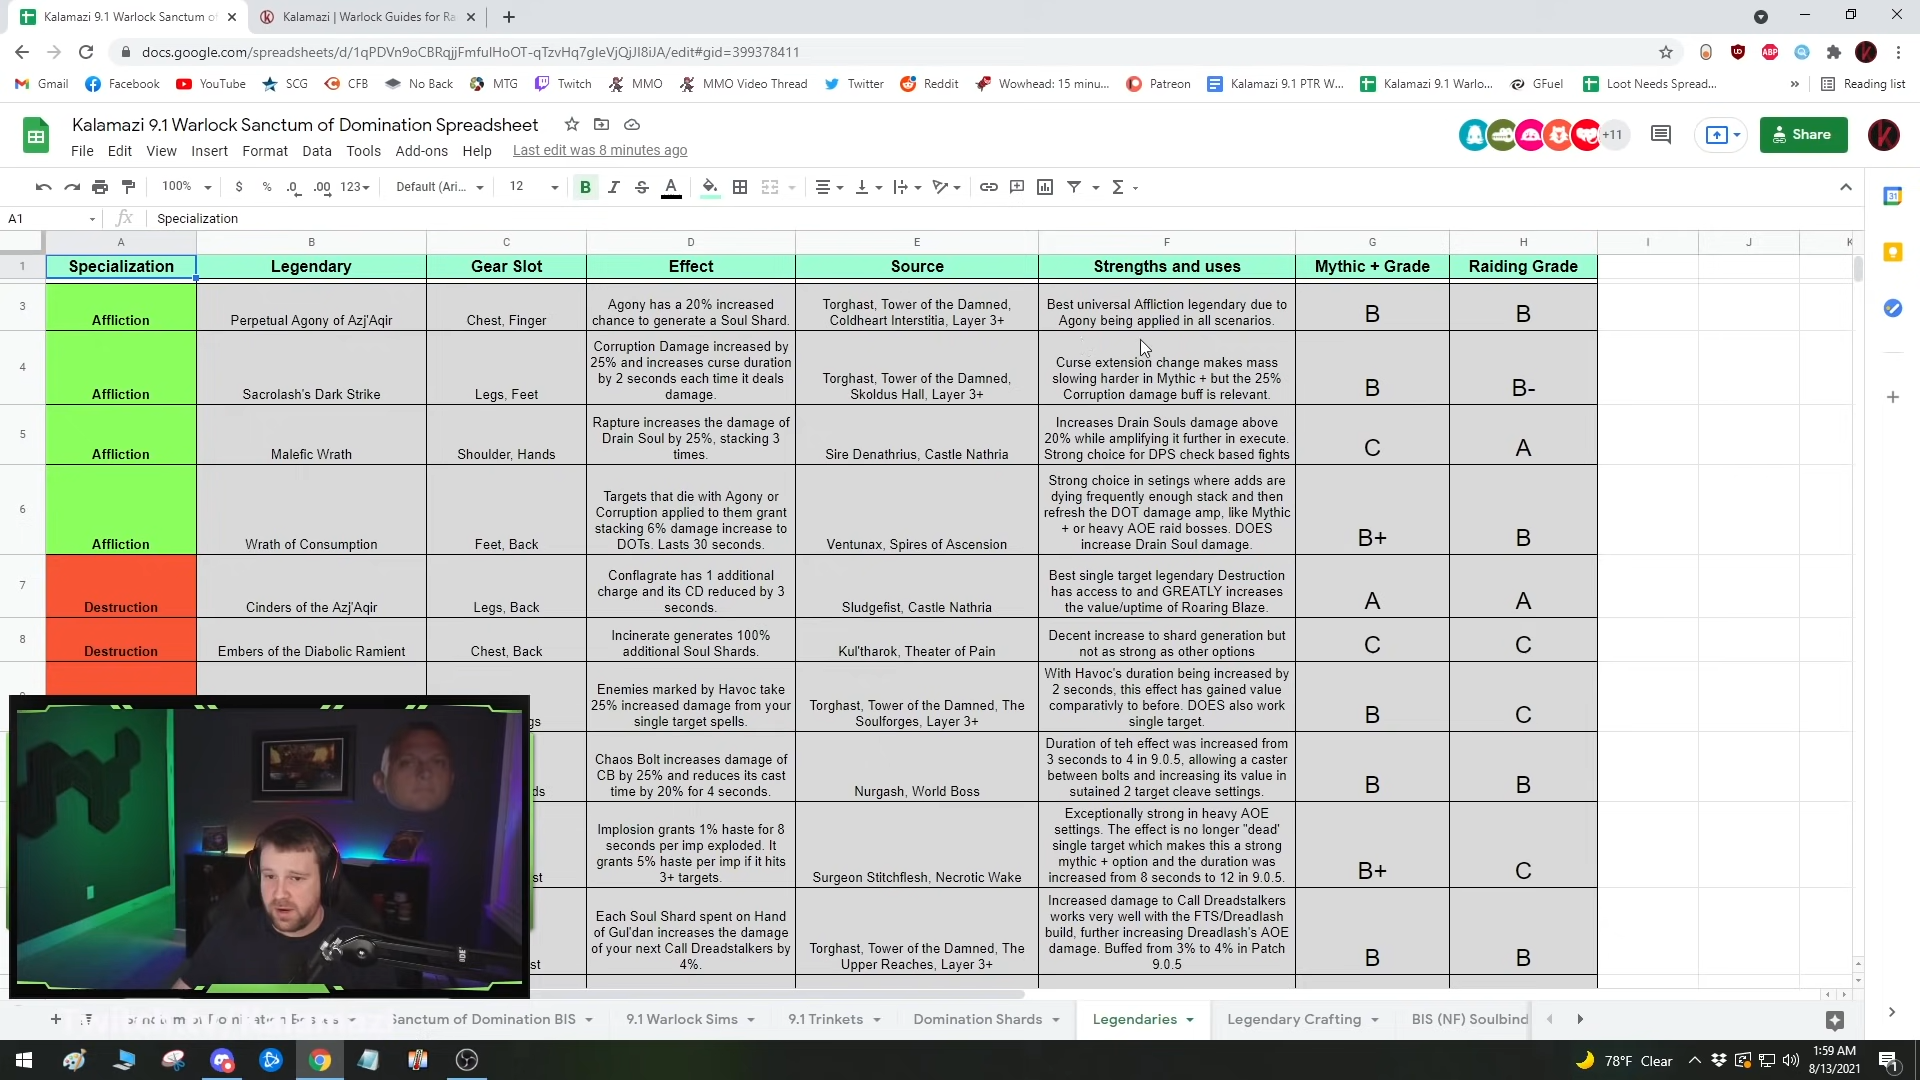 Kalamazi 9.1 Warlock Sanctum of
Kalamazi | Warlock Guides for Ra
docs.google.com/spreadsheets/d/1qPDVn9oCBRqjjFmfulHoOT-qTzvHq7gIeVjQjJI8iJA/edit#gid=399378411
ABP
Gmail Facebook YouTube SCG CFB No Back MTG Twitch MMO MMO Video Thread Twitter Reddit Wowhead: 15 minu... Patreon Kalamazi 9.1 PTR W... Kalamazi 9.1 Warlo... GFuel Loot Needs Spread... » Reading list
Kalamazi 9.1 Warlock Sanctum of Domination Spreadsheet
+11
Share
File Edit View Insert Format Data Tools Add-ons Help Last edit was 8 minutes ago
100% $ % .0 .00 123 Default (Ari... 12 B I S A
31
A1 fx Specialization
A B C D E F G H I J K
1 Specialization Legendary Gear Slot Effect Source Strengths and uses Mythic + Grade Raiding Grade
3
Affliction
Perpetual Agony of Azj'Aqir
Chest, Finger
Agony has a 20% increased
chance to generate a Soul Shard.
Torghast, Tower of the Damned,
Coldheart Interstitia, Layer 3+
Best universal Affliction legendary due to
Agony being applied in all scenarios.
B
B
4
Affliction
Sacrolash's Dark Strike
Legs, Feet
Corruption Damage increased by
25% and increases curse duration
by 2 seconds each time it deals
damage.
Torghast, Tower of the Damned,
Skoldus Hall, Layer 3+
Curse extension change makes mass
slowing harder in Mythic + but the 25%
Corruption damage buff is relevant.
B
B-
5
Affliction
Malefic Wrath
Shoulder, Hands
Rapture increases the damage of
Drain Soul by 25%, stacking 3
times.
Sire Denathrius, Castle Nathria
Increases Drain Souls damage above
20% while amplifying it further in execute.
Strong choice for DPS check based fights
C
A
6
Affliction
Wrath of Consumption
Feet, Back
Targets that die with Agony or
Corruption applied to them grant
stacking 6% damage increase to
DOTs. Lasts 30 seconds.
Ventunax, Spires of Ascension
Strong choice in setings where adds are
dying frequently enough stack and then
refresh the DOT damage amp, like Mythic
+ or heavy AOE raid bosses. DOES
increase Drain Soul damage.
B+
B
7
Destruction
Cinders of the Azj'Aqir
Legs, Back
Conflagrate has 1 additional
charge and its CD reduced by 3
seconds.
Sludgefist, Castle Nathria
Best single target legendary Destruction
has access to and GREATLY increases
the value/uptime of Roaring Blaze.
A
A
8
Destruction
Embers of the Diabolic Ramient
Chest, Back
Incinerate generates 100%
additional Soul Shards.
Kul'tharok, Theater of Pain
Decent increase to shard generation but
not as strong as other options
C
C
gs
Enemies marked by Havoc take
25% increased damage from your
single target spells.
Torghast, Tower of the Damned, The
Soulforges, Layer 3+
With Havoc's duration being increased by
2 seconds, this effect has gained value
comparativly to before. DOES also work
single target.
B
C
ds
Chaos Bolt increases damage of
CB by 25% and reduces its cast
time by 20% for 4 seconds.
Nurgash, World Boss
Duration of teh effect was increased from
3 seconds to 4 in 9.0.5, allowing a caster
between bolts and increasing its value in
sutained 2 target cleave settings.
B
B
st
Implosion grants 1% haste for 8
seconds per imp exploded. It
grants 5% haste per imp if it hits
3+ targets.
Surgeon Stitchflesh, Necrotic Wake
Exceptionally strong in heavy AOE
settings. The effect is no longer "dead'
single target which makes this a strong
mythic + option and the duration was
increased from 8 seconds to 12 in 9.0.5.
B+
C
st
Each Soul Shard spent on Hand
of Gul'dan increases the damage
of your next Call Dreadstalkers by
4%.
Torghast, Tower of the Damned, The
Upper Reaches, Layer 3+
Increased damage to Call Dreadstalkers
works very well with the FTS/Dreadlash
build, further increasing Dreadlash's AOE
damage. Buffed from 3% to 4% in Patch
9.0.5
B
B
Sanctum of Domination Sanctum of Domination BIS 9.1 Warlock Sims 9.1 Trinkets Domination Shards Legendaries Legendary Crafting BIS (NF) Soulbind
78°F Clear
1:59 AM
8/13/2021
1